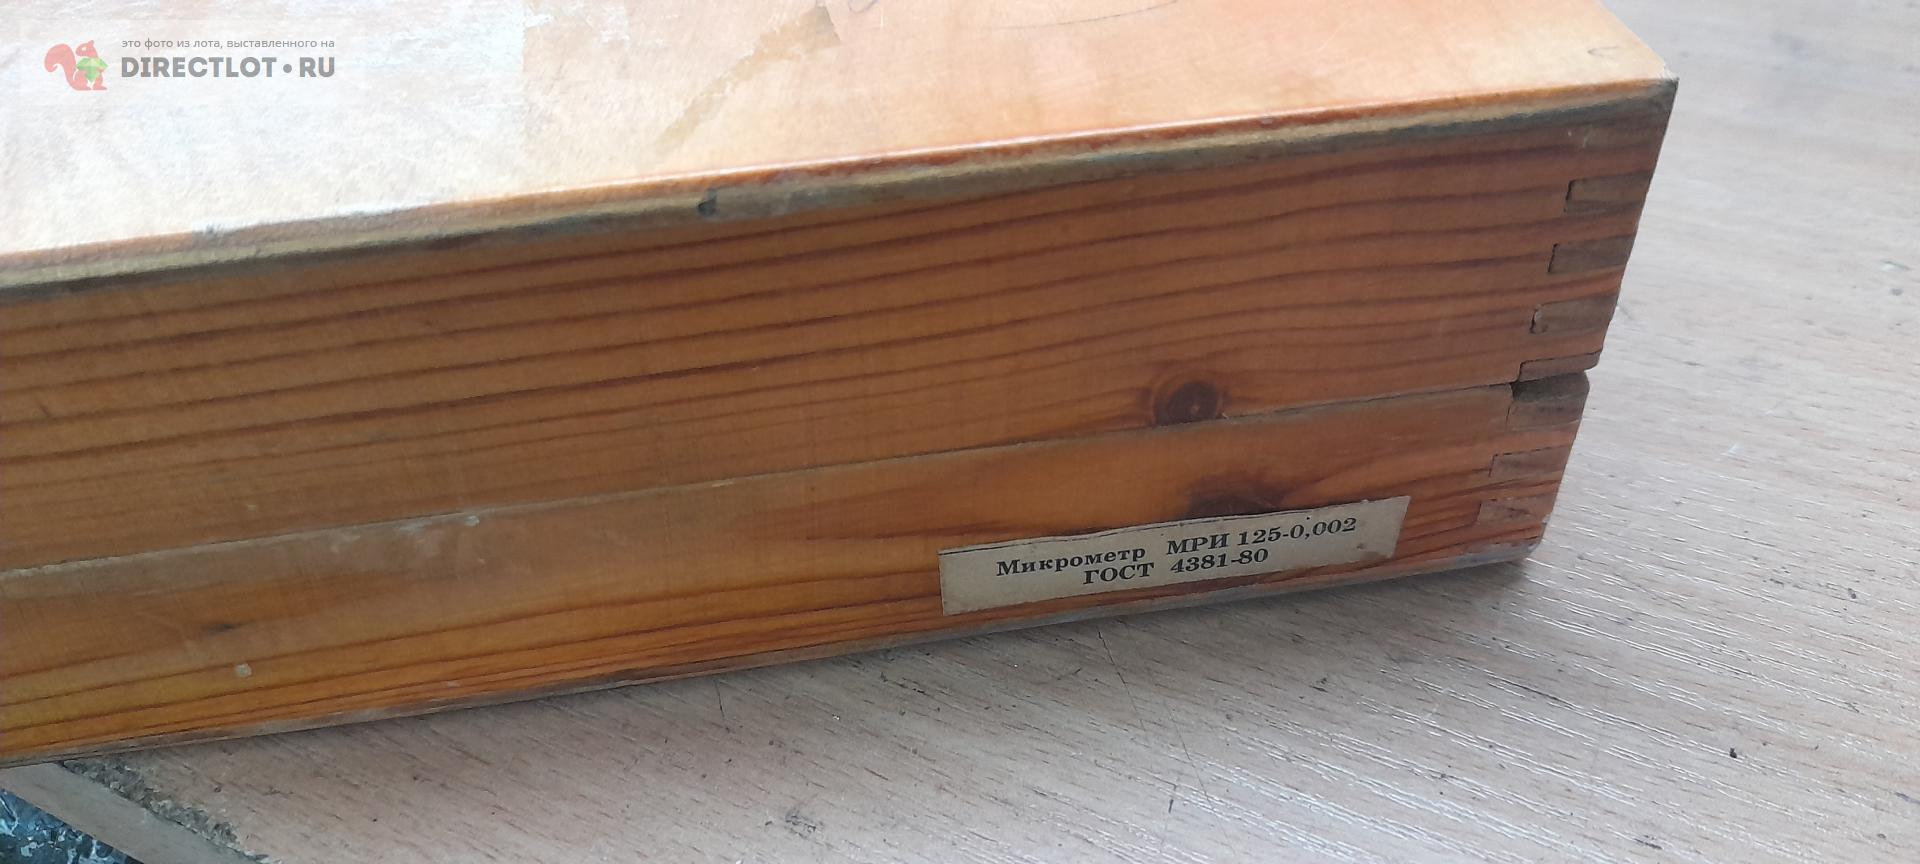 это фото из лота, выставленного на
DIRECTLOT•RU
Микрометр МРИ 125-0,002
ГОСТ 4381-80